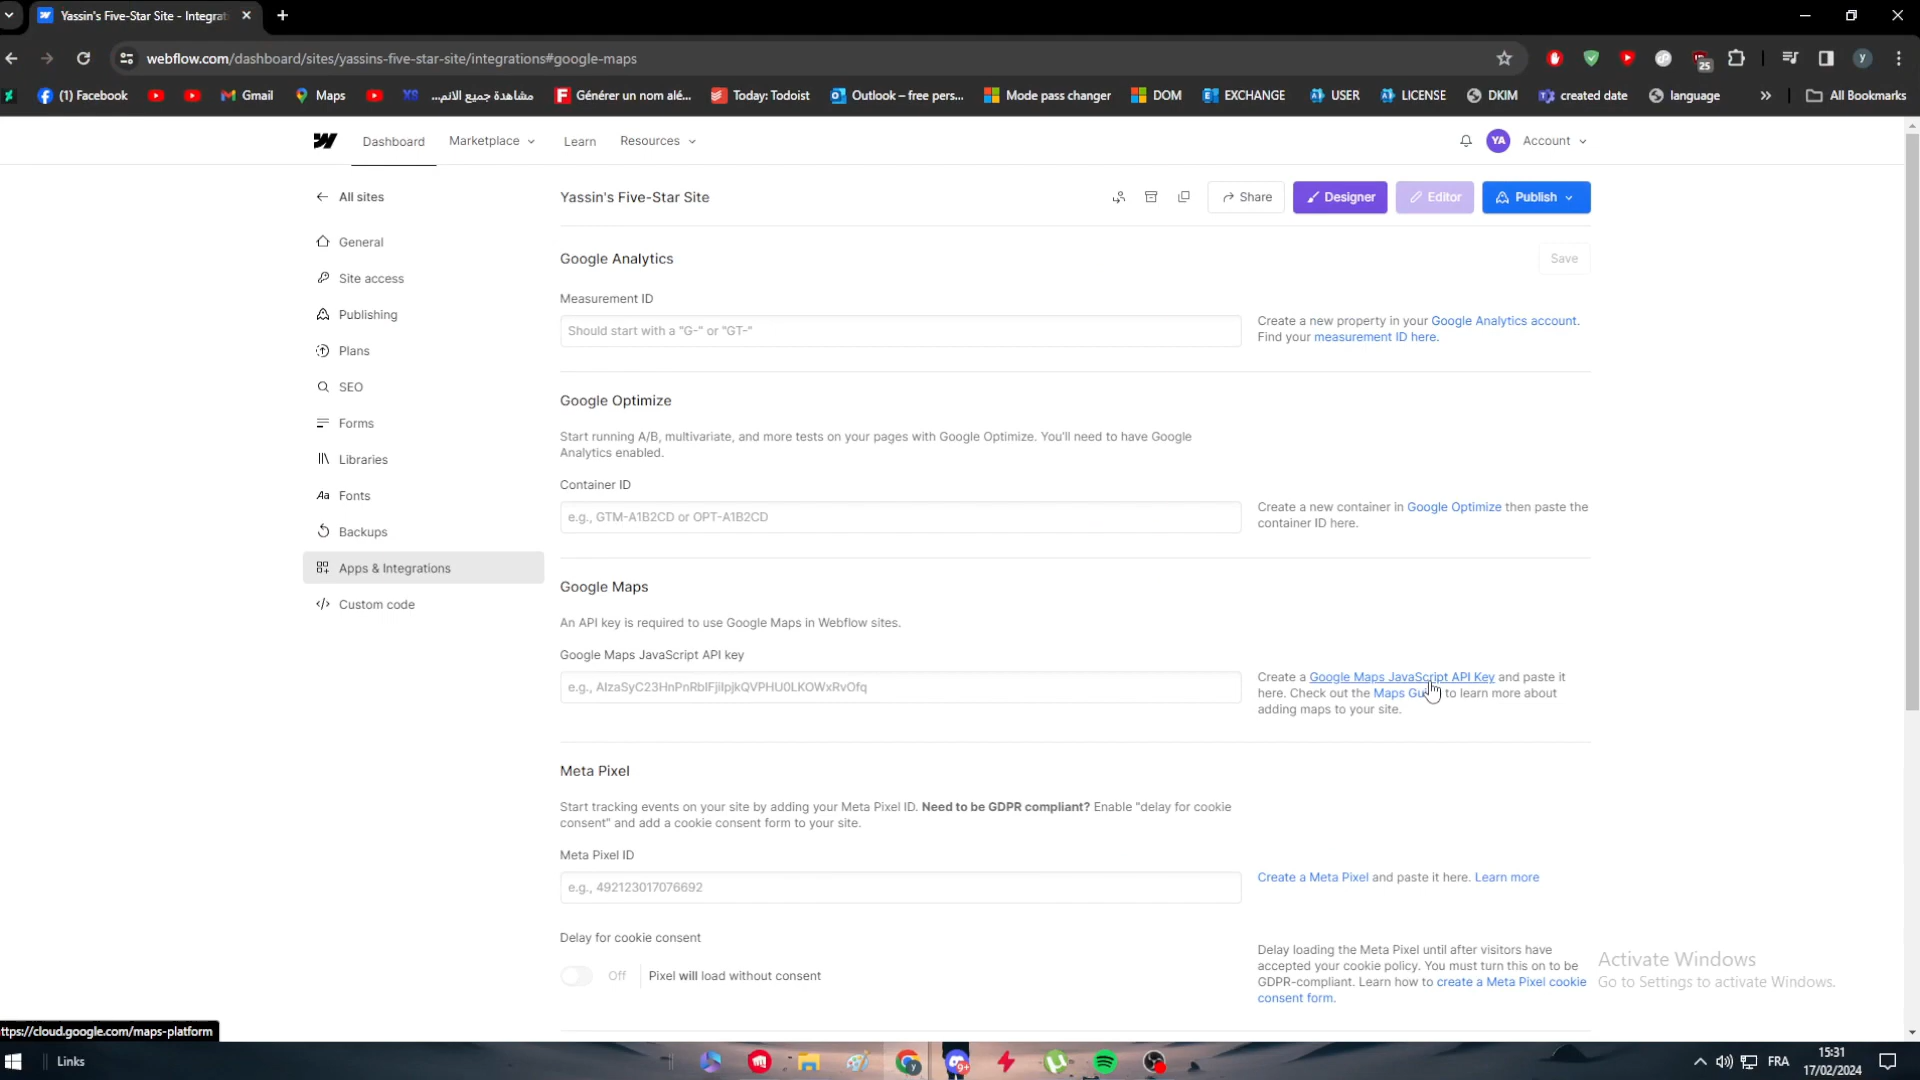 Yassin's Five-Star Site - Integrat
webflow.com/dashboard/sites/yassins-five-star-site/integrations#google-maps
25
y
(1) Facebook
Gmail
Maps
XS
مشاهدة جميع الانم...
Générer un nom alé...
Today: Todoist
Outlook – free pers...
Mode pass changer
DOM
EXCHANGE
USER
LICENSE
DKIM
created date
language
»
All Bookmarks
Dashboard
Marketplace
Learn
Resources
YA
Account
All sites
Yassin's Five-Star Site
Share
Designer
Editor
Publish
General
Site access
Publishing
Plans
SEO
Forms
Libraries
Aa Fonts
Backups
Apps & Integrations
Custom code
Google Analytics
Save
Measurement ID
Should start with a "G-" or "GT-"
Create a new property in your Google Analytics account.
Find your measurement ID here.
Google Optimize
Start running A/B, multivariate, and more tests on your pages with Google Optimize. You'll need to have Google
Analytics enabled.
Container ID
e.g., GTM-A1B2CD or OPT-A1B2CD
Create a new container in Google Optimize then paste the
container ID here.
Google Maps
An API key is required to use Google Maps in Webflow sites.
Google Maps JavaScript API key
e.g., AIzaSyC23HnPnRbIFjiIpjkQVPHU0LKOWxRvOfq
Create a Google Maps JavaScript API Key and paste it
here. Check out the Maps to learn more about
adding maps to your site.
Meta Pixel
Start tracking events on your site by adding your Meta Pixel ID. Need to be GDPR compliant? Enable "delay for cookie
consent" and add a cookie consent form to your site.
Meta Pixel ID
e.g., 492123017076692
Create a Meta Pixel and paste it here. Learn more
Delay for cookie consent
Off
Pixel will load without consent
Delay loading the Meta Pixel until after visitors have
accepted your cookie policy. You must turn this on to be
GDPR-compliant. Learn how to create a Meta Pixel cookie
consent form.
Activate Windows
Go to Settings to activate Windows.
ttps://cloud.google.com/maps-platform
Links
9+
FRA
15:31
17/02/2024